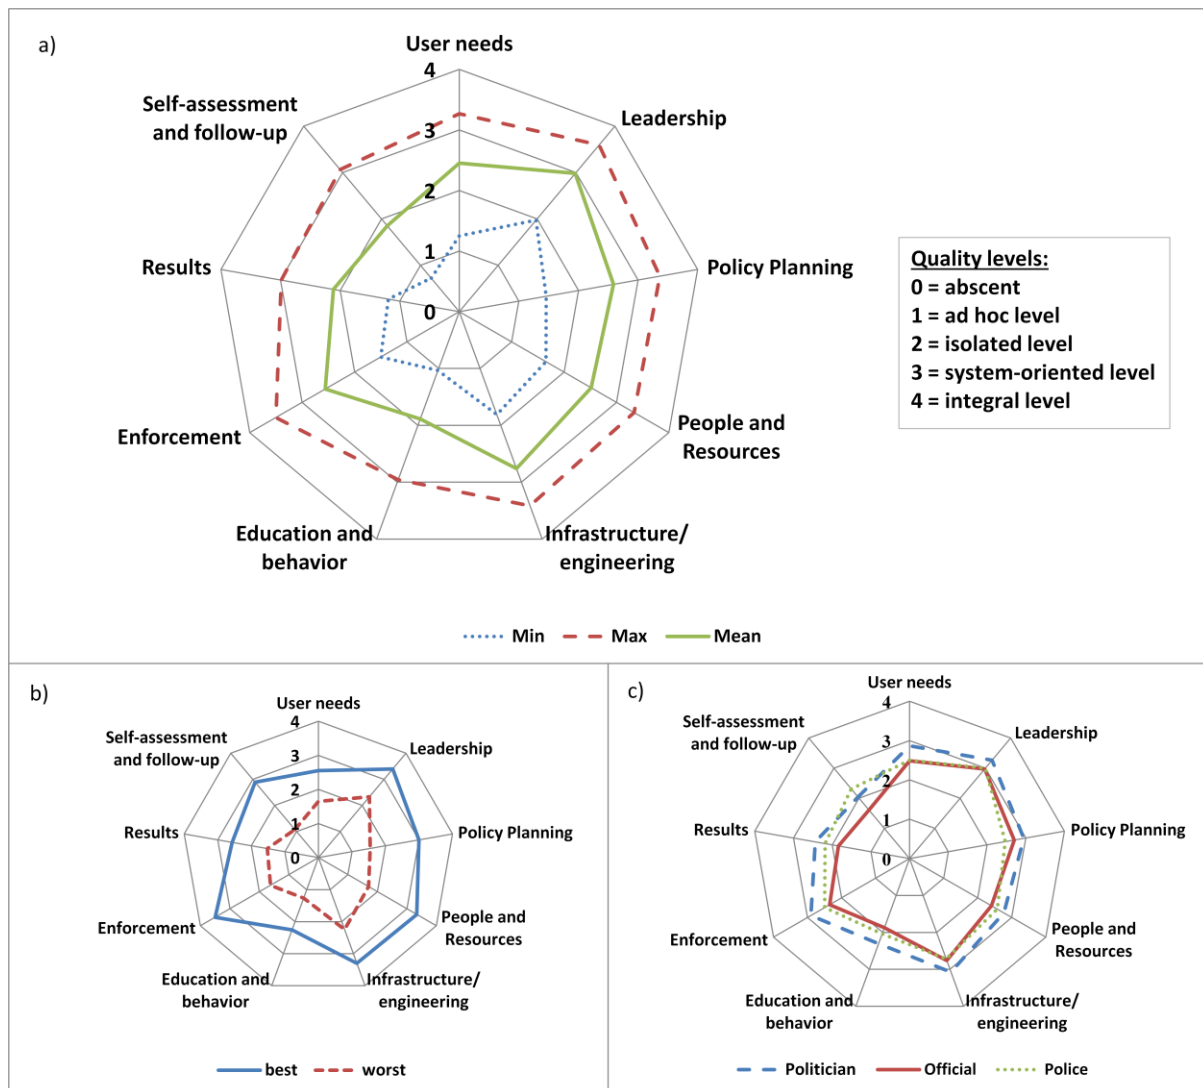 a)
User needs
4
Self-assessment
and follow-up
Leadership
3
2
Results
1
Policy Planning
0
Quality levels:
0 = abscent
1 = ad hoc level
2 = isolated level
3 = system-oriented level
4 = integral level
Enforcement
People and
Resources
Education and
behavior
Infrastructure/
engineering
Min Max Mean
b)
User needs
4
Self-assessment
and follow-up
Leadership
3
2
Results
1
Policy Planning
0
Enforcement
People and
Resources
Education and
behavior
Infrastructure/
engineering
best worst
c)
User needs
4
Self-assessment
and follow-up
Leadership
3
2
Results
1
Policy Planning
0
Enforcement
People and
Resources
Education and
behavior
Infrastructure/
engineering
Politician Official Police